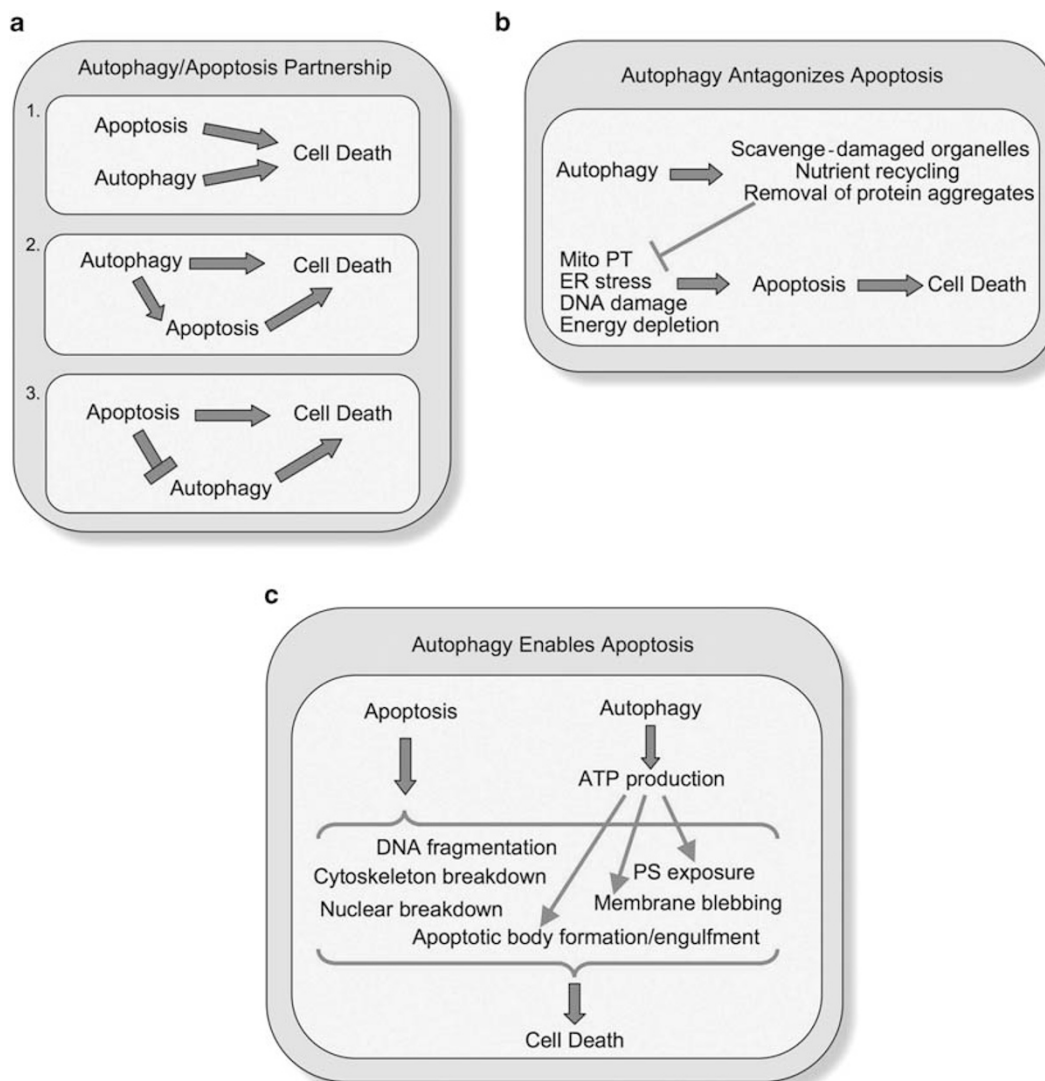 a
Autophagy/Apoptosis Partnership
1.
Apoptosis
Autophagy
Cell Death
2.
Autophagy
Cell Death
Apoptosis
3.
Apoptosis
Cell Death
Autophagy
b
Autophagy Antagonizes Apoptosis
Autophagy
Scavenge-damaged organelles
Nutrient recycling
Removal of protein aggregates
Mito PT
ER stress
DNA damage
Energy depletion
Apoptosis
Cell Death
c
Autophagy Enables Apoptosis
Apoptosis
Autophagy
ATP production
DNA fragmentation
Cytoskeleton breakdown
Nuclear breakdown
PS exposure
Membrane blebbing
Apoptotic body formation/engulfment
Cell Death